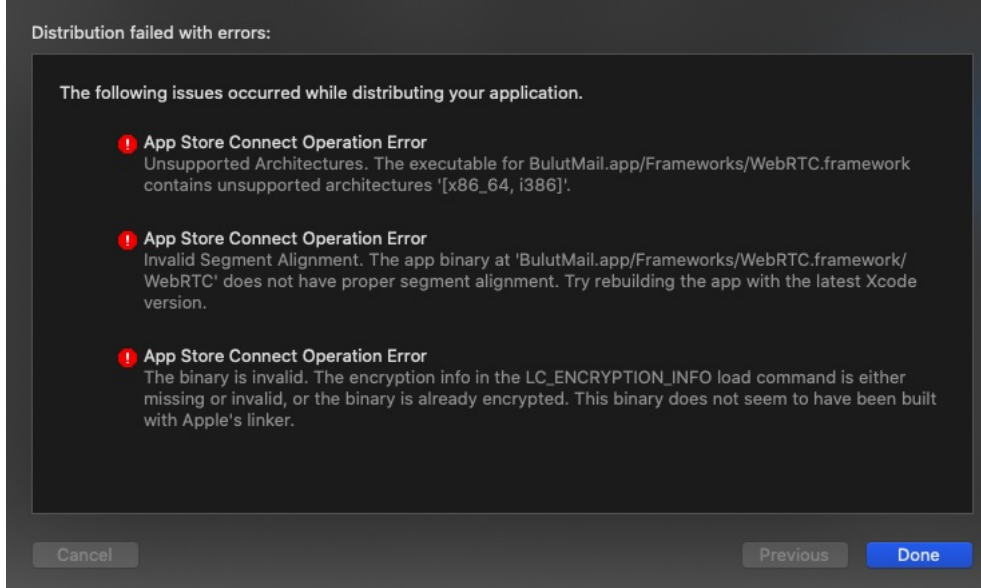 Distribution failed with errors:
The following issues occurred while distributing your application.
App Store Connect Operation Error
Unsupported Architectures. The executable for BulutMail.app/Frameworks/WebRTC.framework
contains unsupported architectures '[x86_64, i386]'.
App Store Connect Operation Error
Invalid Segment Alignment. The app binary at 'BulutMail.app/Frameworks/WebRTC.framework/
WebRTC' does not have proper segment alignment. Try rebuilding the app with the latest Xcode
version.
App Store Connect Operation Error
The binary is invalid. The encryption info in the LC_ENCRYPTION_INFO load command is either
missing or invalid, or the binary is already encrypted. This binary does not seem to have been built
with Apple's linker.
Cancel
Previous
Done